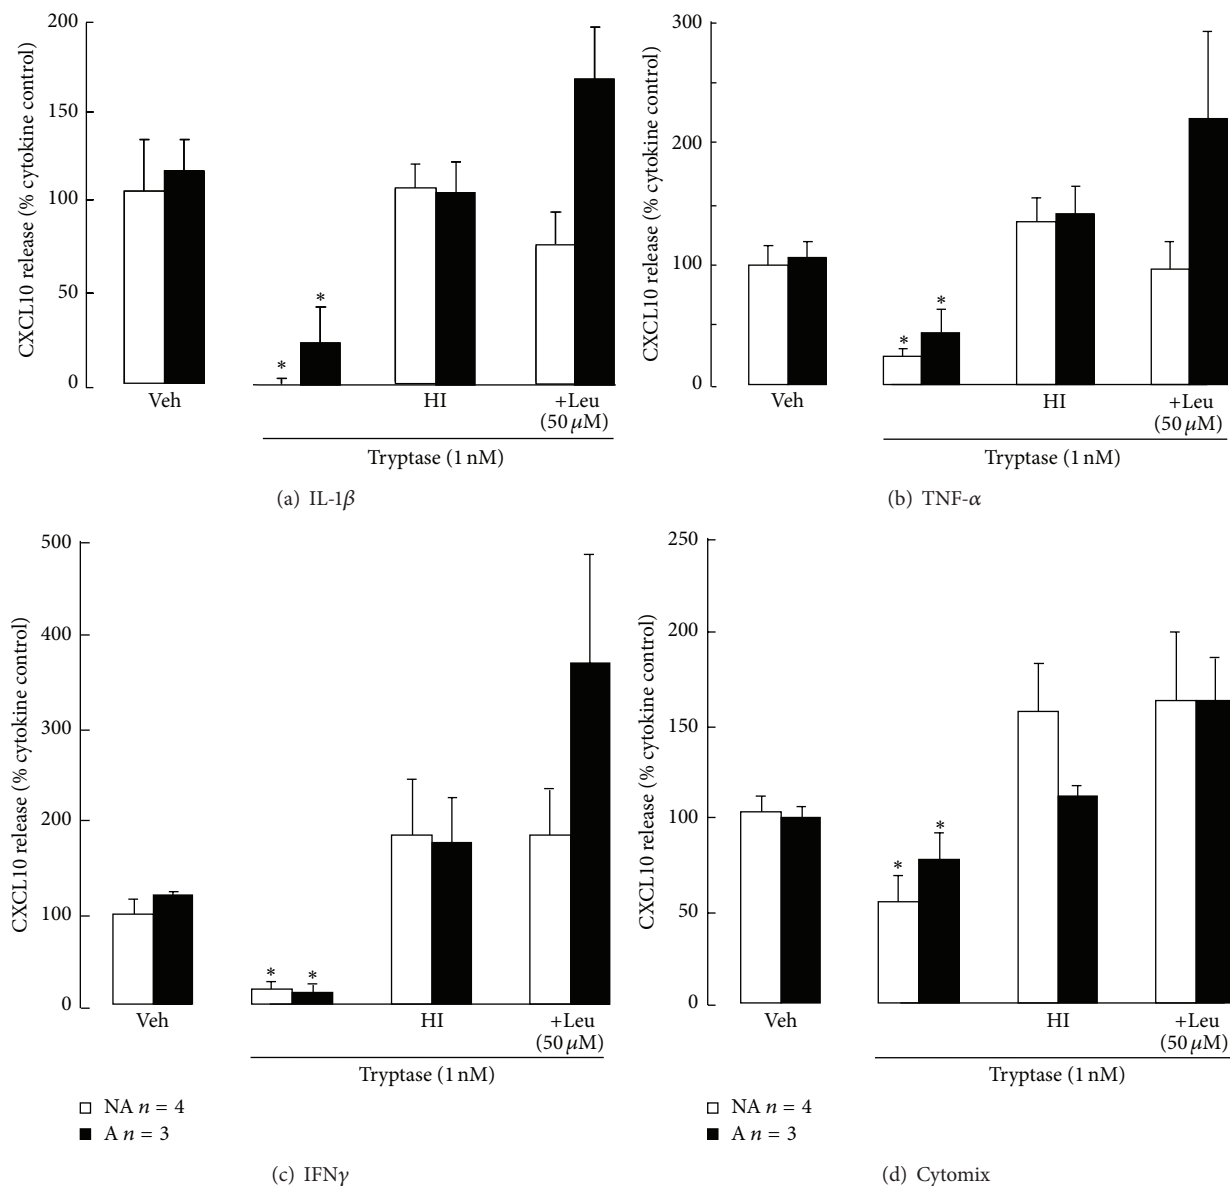 CXCL10 release (% cytokine control)
200
150
100
50
0
*
*
Veh
HI
+Leu
(50 μM)
Tryptase (1 nM)
(a) IL-1β
CXCL10 release (% cytokine control)
300
200
100
0
*
*
Veh
HI
+Leu
(50 μM)
Tryptase (1 nM)
(b) TNF-α
CXCL10 release (% cytokine control)
500
400
300
200
100
0
*
*
Veh
HI
+Leu
(50 μM)
Tryptase (1 nM)
NA n = 4
A n = 3
(c) IFNγ
CXCL10 release (% cytokine control)
250
200
150
100
50
0
*
*
Veh
HI
+Leu
(50 μM)
Tryptase (1 nM)
NA n = 4
A n = 3
(d) Cytomix